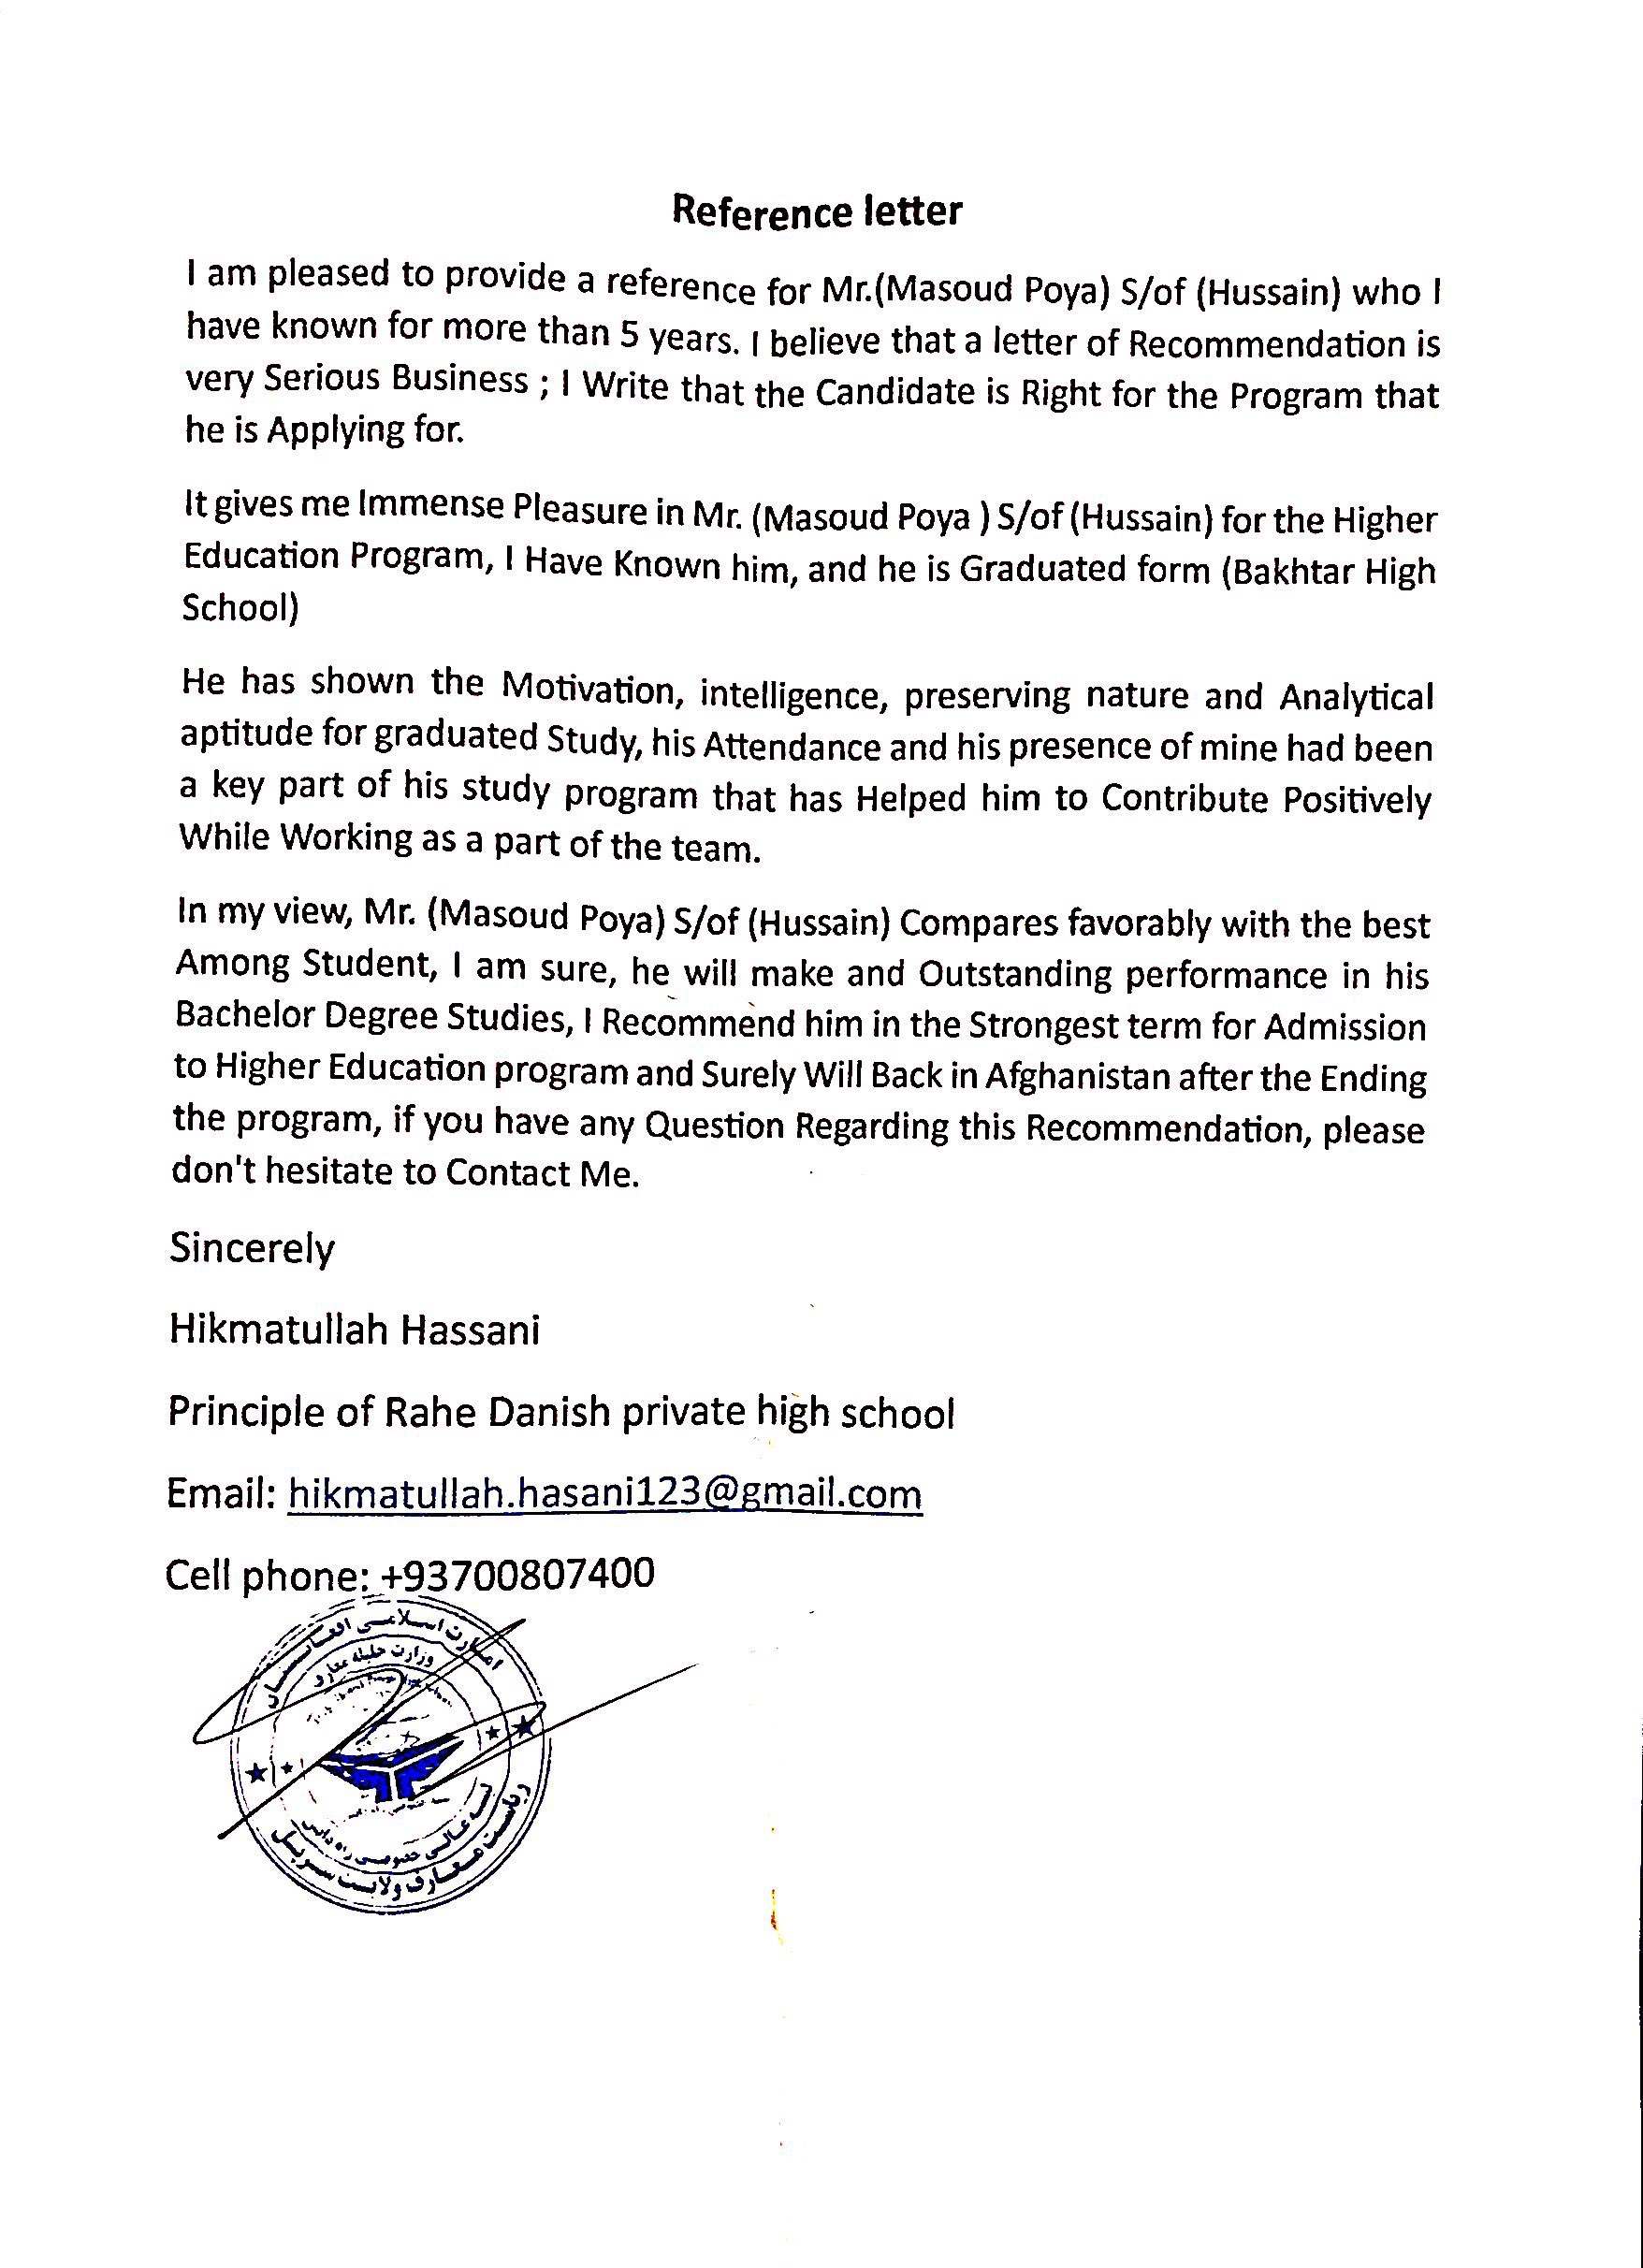 Reference letter
I am pleased to provide a reference for Mr.(Masoud Poya) S/of (Hussain) who I
have known for more than 5 years. I believe that a letter of Recommendation is
very Serious Business ; I Write that the Candidate is Right for the Program that
he is Applying for.
It gives me Immense Pleasure in Mr. (Masoud Poya ) S/of (Hussain) for the Higher
Education Program, I Have Known him, and he is Graduated form (Bakhtar High
School)
He has shown the Motivation, intelligence, preserving nature and Analytical
aptitude for graduated Study, his Attendance and his presence of mine had been
a key part of his study program that has Helped him to Contribute Positively
While Working as a part of the team.
In my view, Mr. (Masoud Poya) S/of (Hussain) Compares favorably with the best
Among Student, I am sure, he will make and Outstanding performance in his
Bachelor Degree Studies, I Recommend him in the Strongest term for Admission
to Higher Education program and Surely Will Back in Afghanistan after the Ending
the program, if you have any Question Regarding this Recommendation, please
don't hesitate to Contact Me.
Sincerely
Hikmatullah Hassani
Principle of Rahe Danish private high school
Email: hikmatullah.hasani123@gmail.com
Cell phone: +93700807400
امارت اسلامی افغانستان
وزارت جلیله معارف
لیسه عالی خصوصی راه دانش
ریاست معارف ولایت سرپل